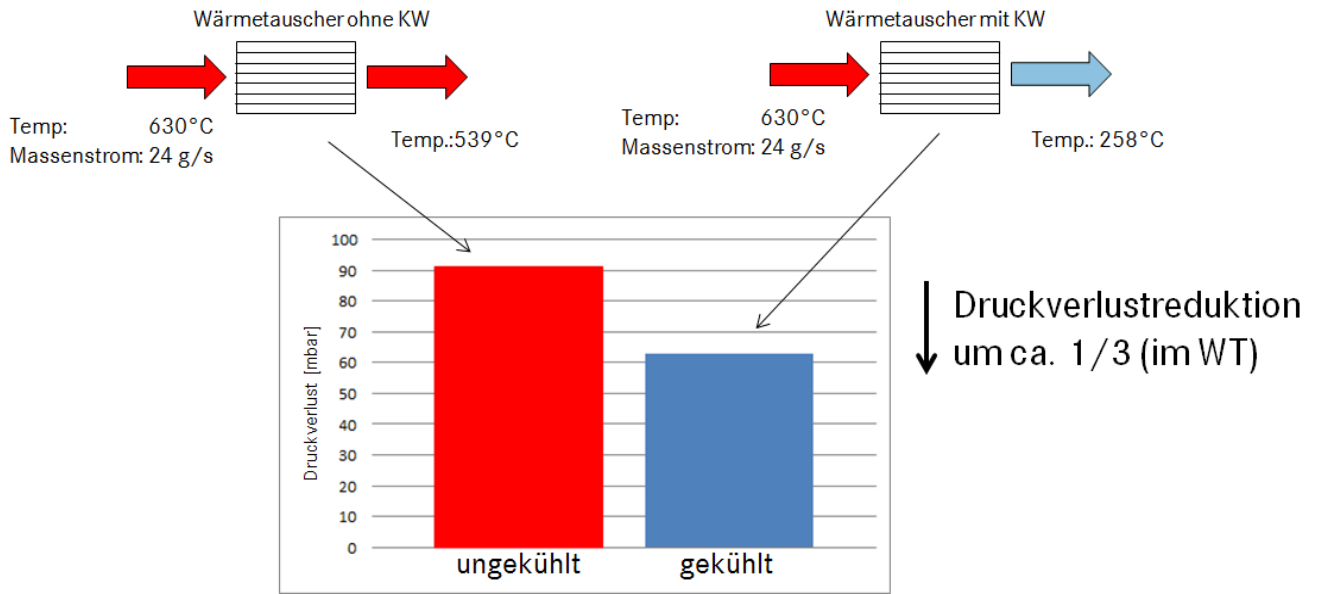 Wärmetauscher ohne KW
Temp: 630°C
Massenstrom: 24 g/s
Temp.:539°C
Wärmetauscher mit KW
Temp: 630°C
Massenstrom: 24 g/s
Temp.: 258°C
Druckverlust [mbar]
100
90
80
70
60
50
40
30
20
10
0
ungekühlt
gekühlt
Druckverlustreduktion
um ca. 1/3 (im WT)